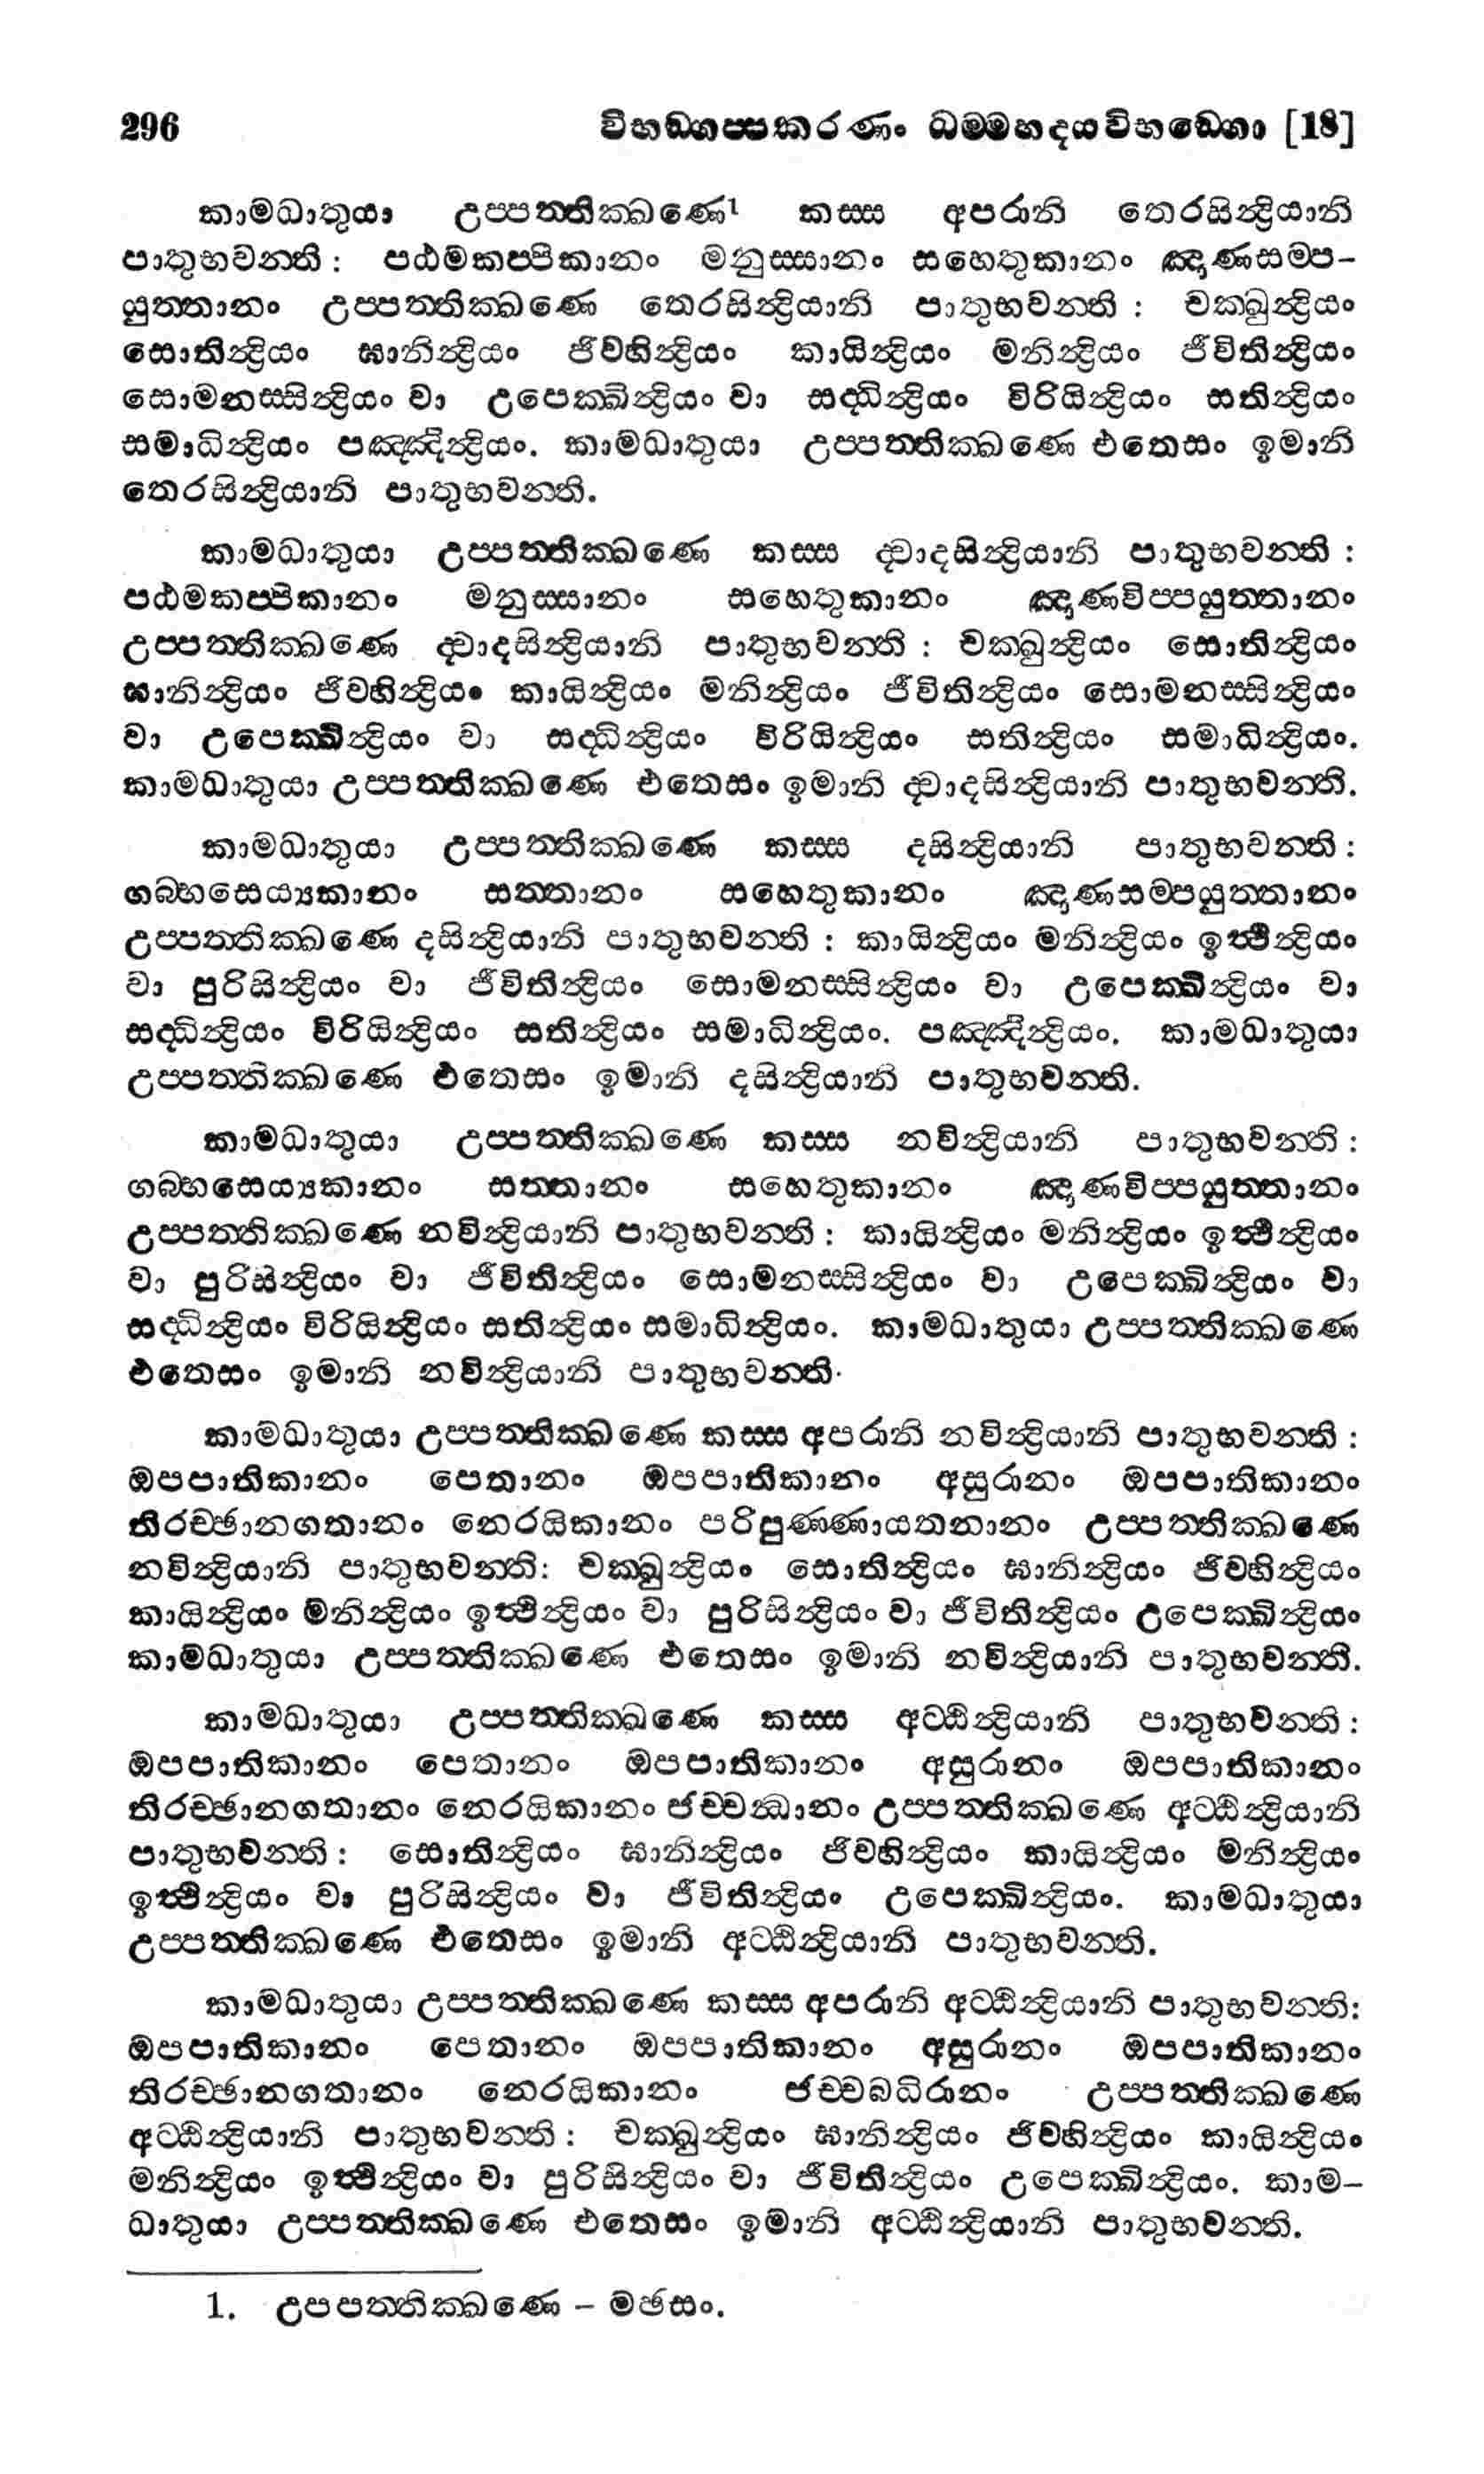 296 විභඞ්ගප්පකරණං ධම්මහදයවිභඞ්ගො [18]
කාමධාතුයා උප්පත්තික්ඛණෙ¹ කස්ස අපරානි තෙරසින්ද්‍රියානි
පාතුභවන්ති : පඨමකප්පිකානං මනුස්සානං සහෙතුකානං ඤාණසම්ප-
යුත්තානං උප්පත්තික්ඛණෙ තෙරසින්ද්‍රියානි පාතුභවන්ති : චක්ඛුන්ද්‍රියං
සොතින්ද්‍රියං ඝානින්ද්‍රියං ජිව්හින්ද්‍රියං කායින්ද්‍රියං මනින්ද්‍රියං ජීවිතින්ද්‍රියං
සොමනස්සින්ද්‍රියං වා උපෙක්ඛින්ද්‍රියං වා සද්ධින්ද්‍රියං විරියින්ද්‍රියං සතින්ද්‍රියං
සමාධින්ද්‍රියං පඤ්ඤින්ද්‍රියං. කාමධාතුයා උප්පත්තික්ඛණෙ එතෙසං ඉමානි
තෙරසින්ද්‍රියානි පාතුභවන්ති.
කාමධාතුයා උප්පත්තික්ඛණෙ කස්ස ද්වාදසින්ද්‍රියානි පාතුභවන්ති :
පඨමකප්පිකානං මනුස්සානං සහෙතුකානං ඤාණවිප්පයුත්තානං
උප්පත්තික්ඛණෙ ද්වාදසින්ද්‍රියානි පාතුභවන්ති : චක්ඛුන්ද්‍රියං සොතින්ද්‍රියං
ඝානින්ද්‍රියං ජිව්හින්ද්‍රියං කායින්ද්‍රියං මනින්ද්‍රියං ජීවිතින්ද්‍රියං සොමනස්සින්ද්‍රියං
වා උපෙක්ඛින්ද්‍රියං වා සද්ධින්ද්‍රියං විරියින්ද්‍රියං සතින්ද්‍රියං සමාධින්ද්‍රියං.
කාමධාතුයා උප්පත්තික්ඛණෙ එතෙසං ඉමානි ද්වාදසින්ද්‍රියානි පාතුභවන්ති.
කාමධාතුයා උප්පත්තික්ඛණෙ කස්ස දසින්ද්‍රියානි පාතුභවන්ති :
ගබ්භසෙය්‍යකානං සත්තානං සහෙතුකානං ඤාණසම්පයුත්තානං
උප්පත්තික්ඛණෙ දසින්ද්‍රියානි පාතුභවන්ති : කායින්ද්‍රියං මනින්ද්‍රියං ඉත්ථින්ද්‍රියං
වා පුරිසින්ද්‍රියං වා ජීවිතින්ද්‍රියං සොමනස්සින්ද්‍රියං වා උපෙක්ඛින්ද්‍රියං වා
සද්ධින්ද්‍රියං විරියින්ද්‍රියං සතින්ද්‍රියං සමාධින්ද්‍රියං. පඤ්ඤින්ද්‍රියං. කාමධාතුයා
උප්පත්තික්ඛණෙ එතෙසං ඉමානි දසින්ද්‍රියානි පාතුභවන්ති.
කාමධාතුයා උප්පත්තික්ඛණෙ කස්ස නවින්ද්‍රියානි පාතුභවන්ති :
ගබ්භසෙය්‍යකානං සත්තානං සහෙතුකානං ඤාණවිප්පයුත්තානං
උප්පත්තික්ඛණෙ නවින්ද්‍රියානි පාතුභවන්ති : කායින්ද්‍රියං මනින්ද්‍රියං ඉත්ථින්ද්‍රියං
වා පුරිසින්ද්‍රියං වා ජීවිතින්ද්‍රියං සොමනස්සින්ද්‍රියං වා උපෙක්ඛින්ද්‍රියං වා
සද්ධින්ද්‍රියං විරියින්ද්‍රියං සතින්ද්‍රියං සමාධින්ද්‍රියං. කාමධාතුයා උප්පත්තික්ඛණෙ
එතෙසං ඉමානි නවින්ද්‍රියානි පාතුභවන්ති.
කාමධාතුයා උප්පත්තික්ඛණෙ කස්ස අපරානි නවින්ද්‍රියානි පාතුභවන්ති :
ඔපපාතිකානං පෙතානං ඔපපාතිකානං අසුරානං ඔපපාතිකානං
තිරච්ඡානගතානං නෙරයිකානං පරිපුණ්ණායතනානං උප්පත්තික්ඛණෙ
නවින්ද්‍රියානි පාතුභවන්ති: චක්ඛුන්ද්‍රියං සොතින්ද්‍රියං ඝානින්ද්‍රියං ජිව්හින්ද්‍රියං
කායින්ද්‍රියං මනින්ද්‍රියං ඉත්ථින්ද්‍රියං වා පුරිසින්ද්‍රියං වා ජීවිතින්ද්‍රියං උපෙක්ඛින්ද්‍රියං
කාමධාතුයා උප්පත්තික්ඛණෙ එතෙසං ඉමානි නවින්ද්‍රියානි පාතුභවන්ති.
කාමධාතුයා උප්පත්තික්ඛණෙ කස්ස අට්ඨින්ද්‍රියානි පාතුභවන්ති :
ඔපපාතිකානං පෙතානං ඔපපාතිකානං අසුරානං ඔපපාතිකානං
තිරච්ඡානගතානං නෙරයිකානං ජච්චන්ධානං උප්පත්තික්ඛණෙ අට්ඨින්ද්‍රියානි
පාතුභවන්ති : සොතින්ද්‍රියං ඝානින්ද්‍රියං ජිව්හින්ද්‍රියං කායින්ද්‍රියං මනින්ද්‍රියං
ඉත්ථින්ද්‍රියං වා පුරිසින්ද්‍රියං වා ජීවිතින්ද්‍රියං උපෙක්ඛින්ද්‍රියං. කාමධාතුයා
උප්පත්තික්ඛණෙ එතෙසං ඉමානි අට්ඨින්ද්‍රියානි පාතුභවන්ති.
කාමධාතුයා උප්පත්තික්ඛණෙ කස්ස අපරානි අට්ඨින්ද්‍රියානි පාතුභවන්ති:
ඔපපාතිකානං පෙතානං ඔපපාතිකානං අසුරානං ඔපපාතිකානං
තිරච්ඡානගතානං නෙරයිකානං ජච්චබධිරානං උප්පත්තික්ඛණෙ
අට්ඨින්ද්‍රියානි පාතුභවන්ති : චක්ඛුන්ද්‍රියං ඝානින්ද්‍රියං ජිව්හින්ද්‍රියං කායින්ද්‍රියං
මනින්ද්‍රියං ඉත්ථින්ද්‍රියං වා පුරිසින්ද්‍රියං වා ජීවිතින්ද්‍රියං උපෙක්ඛින්ද්‍රියං. කාම-
ධාතුයා උප්පත්තික්ඛණෙ එතෙසං ඉමානි අට්ඨින්ද්‍රියානි පාතුභවන්ති.
1. උපපත්තික්ඛණෙ – මඡසං.